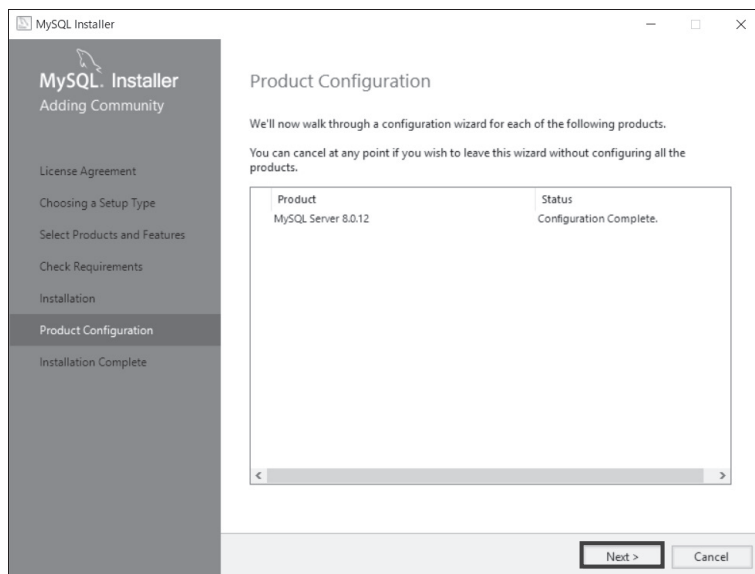 MySQL Installer
MySQL. Installer
Adding Community
License Agreement
Choosing a Setup Type
Select Products and Features
Check Requirements
Installation
Product Configuration
Installation Complete
Product Configuration
We'll now walk through a configuration wizard for each of the following products.
You can cancel at any point if you wish to leave this wizard without configuring all the
products.
Product Status
MySQL Server 8.0.12 Configuration Complete.
Next > Cancel